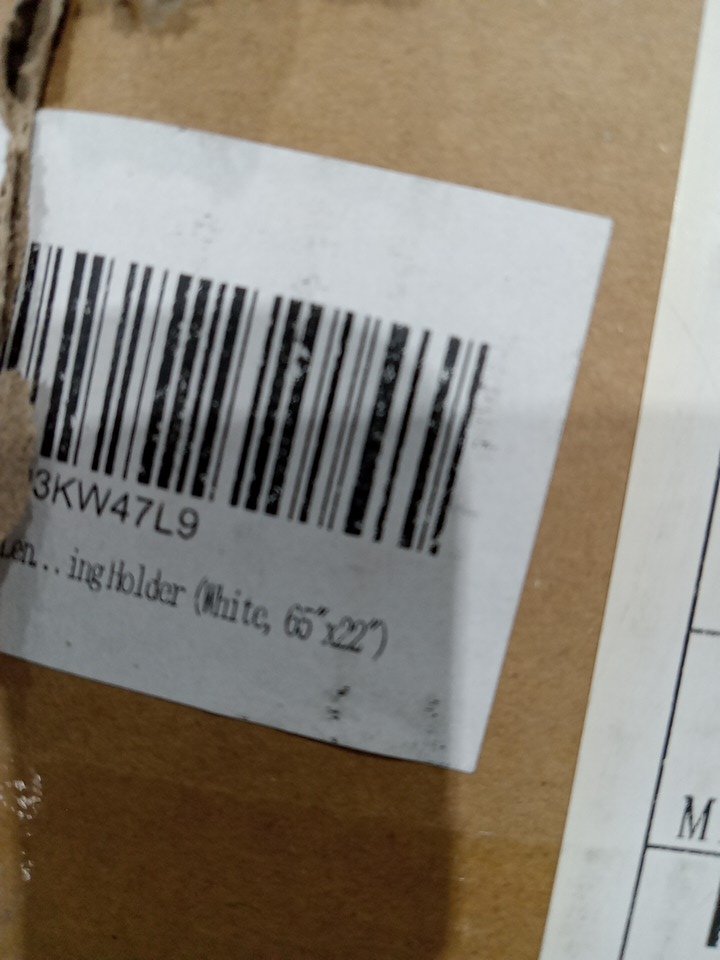 3KW47L9
en...ingHolder (White, 65"x22")
M